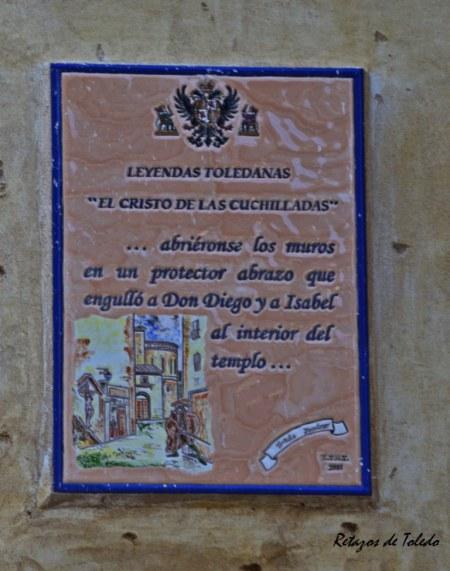 LEYENDAS TOLEDANAS
"EL CRISTO DE LAS CUCHILLADAS"
... abriéronse los muros
en un protector abrazo que
engulló a Don Diego y a Isabel
al interior del
templo...
2005
Retazos de Toledo